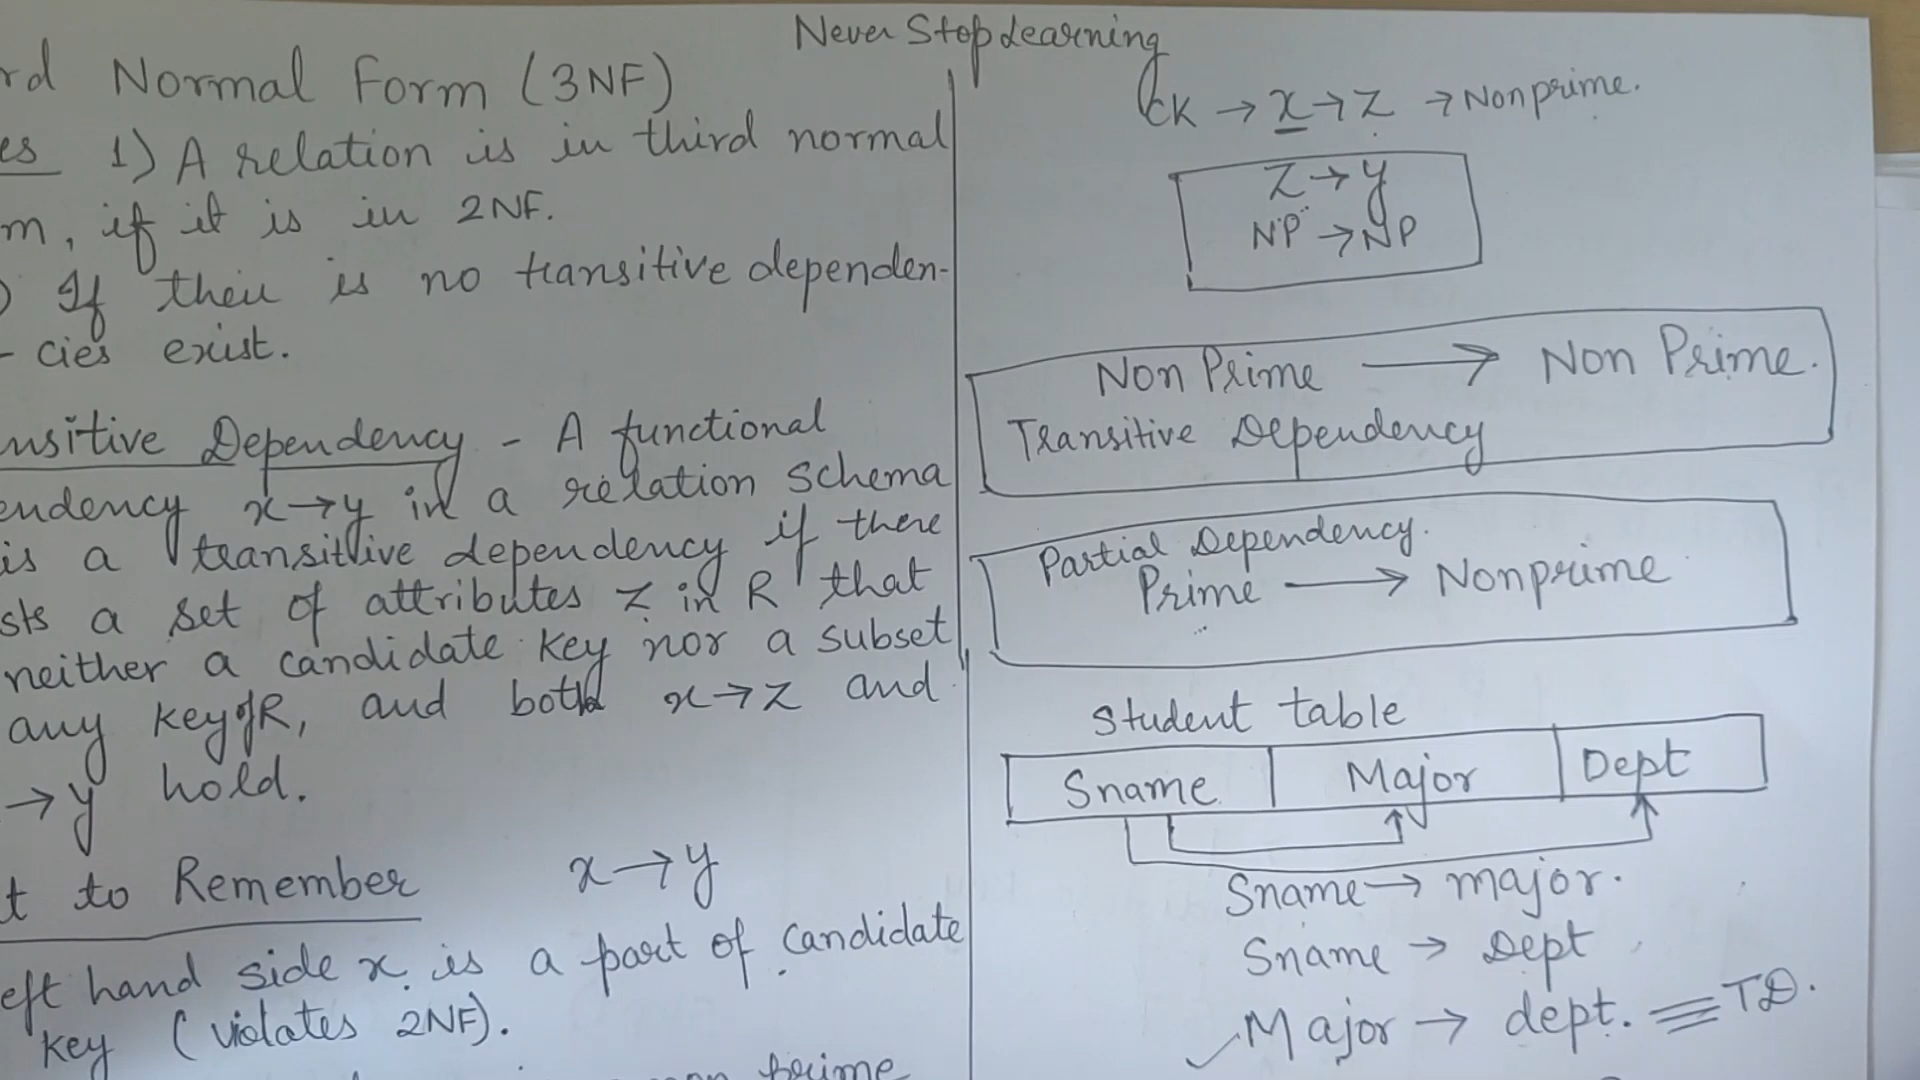 Never Stop Learning
rd Normal Form (3NF)
es 1) A relation is in third normal
m, if it is in 2NF.
) If their is no transitive dependen-
- cies exist.
nsitive Dependency - A functional
endency x→y in a relation schema
is a transitive dependency if there
sts a set of attributes z in R that
neither a candidate key nor a subset
any key of R, and both x→z and
→y hold.
t to Remember x→y
eft hand side x is a part of candidate
key (violates 2NF).
prime
CK → x→z → Nonprime.
z→y
NP → NP
Non Prime → Non Prime.
Transitive Dependency
Partial Dependency.
Prime → Nonprime
Student table
Sname Major Dept
Sname → major.
Sname → Dept
✓Major → dept. ≡ TD.